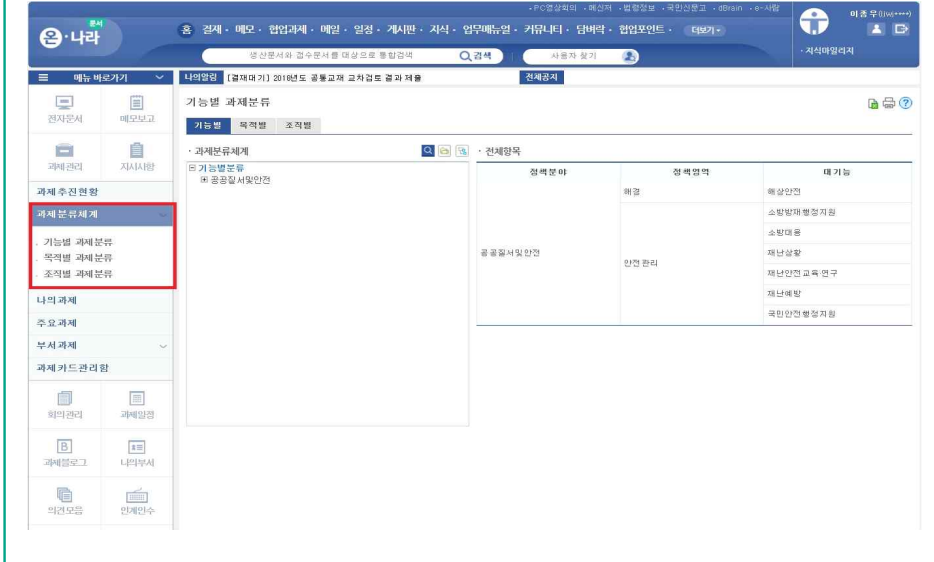 ·PC영상회의 ·메신저 ·법령정보 ·국민신문고 ·dBrain ·e-사람
온·나라 문서
홈 결재· 메모· 협업과제· 메일· 일정· 게시판· 지식· 업무메뉴얼· 커뮤니티· 담벼락· 협업포인트· 더보기
생산문서와 접수문서를 대상으로 통합검색 검색 사용자 찾기
·지식마일리지
메뉴 바로가기
나의알림 [결재대기] 2018년도 공통교재 교차검토 결과 제출 전체공지
전자문서 메모보고
과제관리 지시사항
과제추진현황
과제분류체계
. 기능별 과제분류
. 목적별 과제분류
. 조직별 과제분류
나의과제
주요과제
부서과제
과제카드관리함
회의관리 과제일정
과제블로그 나의부서
의견모음 인계인수
기능별 과제분류
기능별 목적별 조직별
· 과제분류체계
기능별분류
공공질서및안전
· 전체항목
정책분야 정책영역 대기능
해경 해상안전
공공질서및안전 안전관리 소방방재행정지원
소방대응
재난상황
재난안전교육연구
재난예방
국민안전행정지원